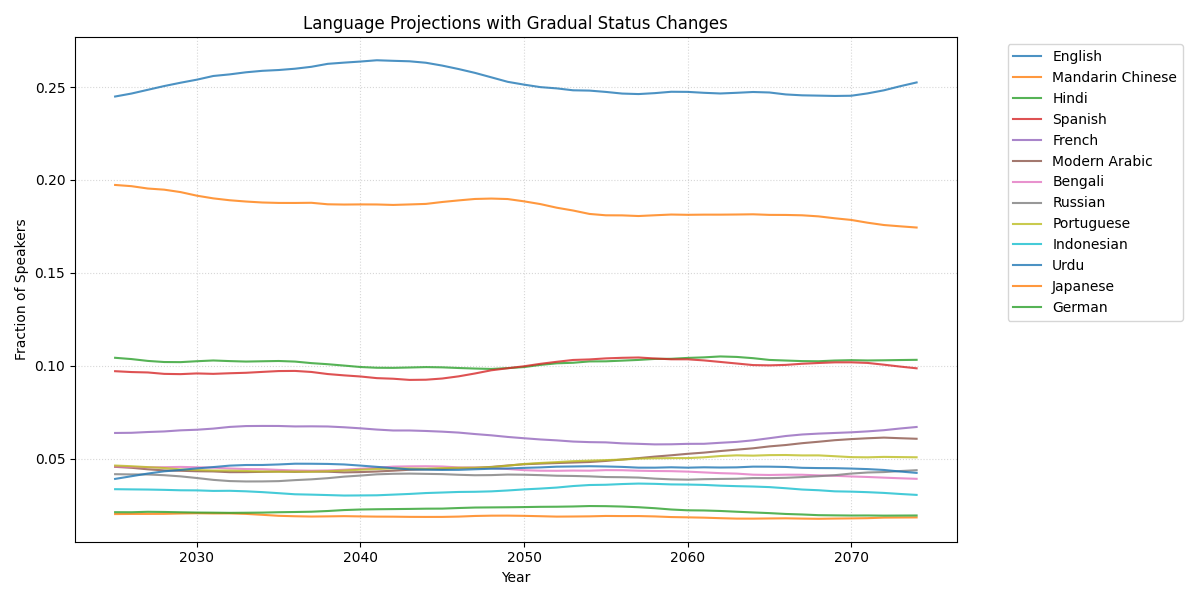 Language Projections with Gradual Status Changes
Fraction of Speakers
0.25
0.20
0.15
0.10
0.05
2030 2040 2050 2060 2070
Year
English
Mandarin Chinese
Hindi
Spanish
French
Modern Arabic
Bengali
Russian
Portuguese
Indonesian
Urdu
Japanese
German